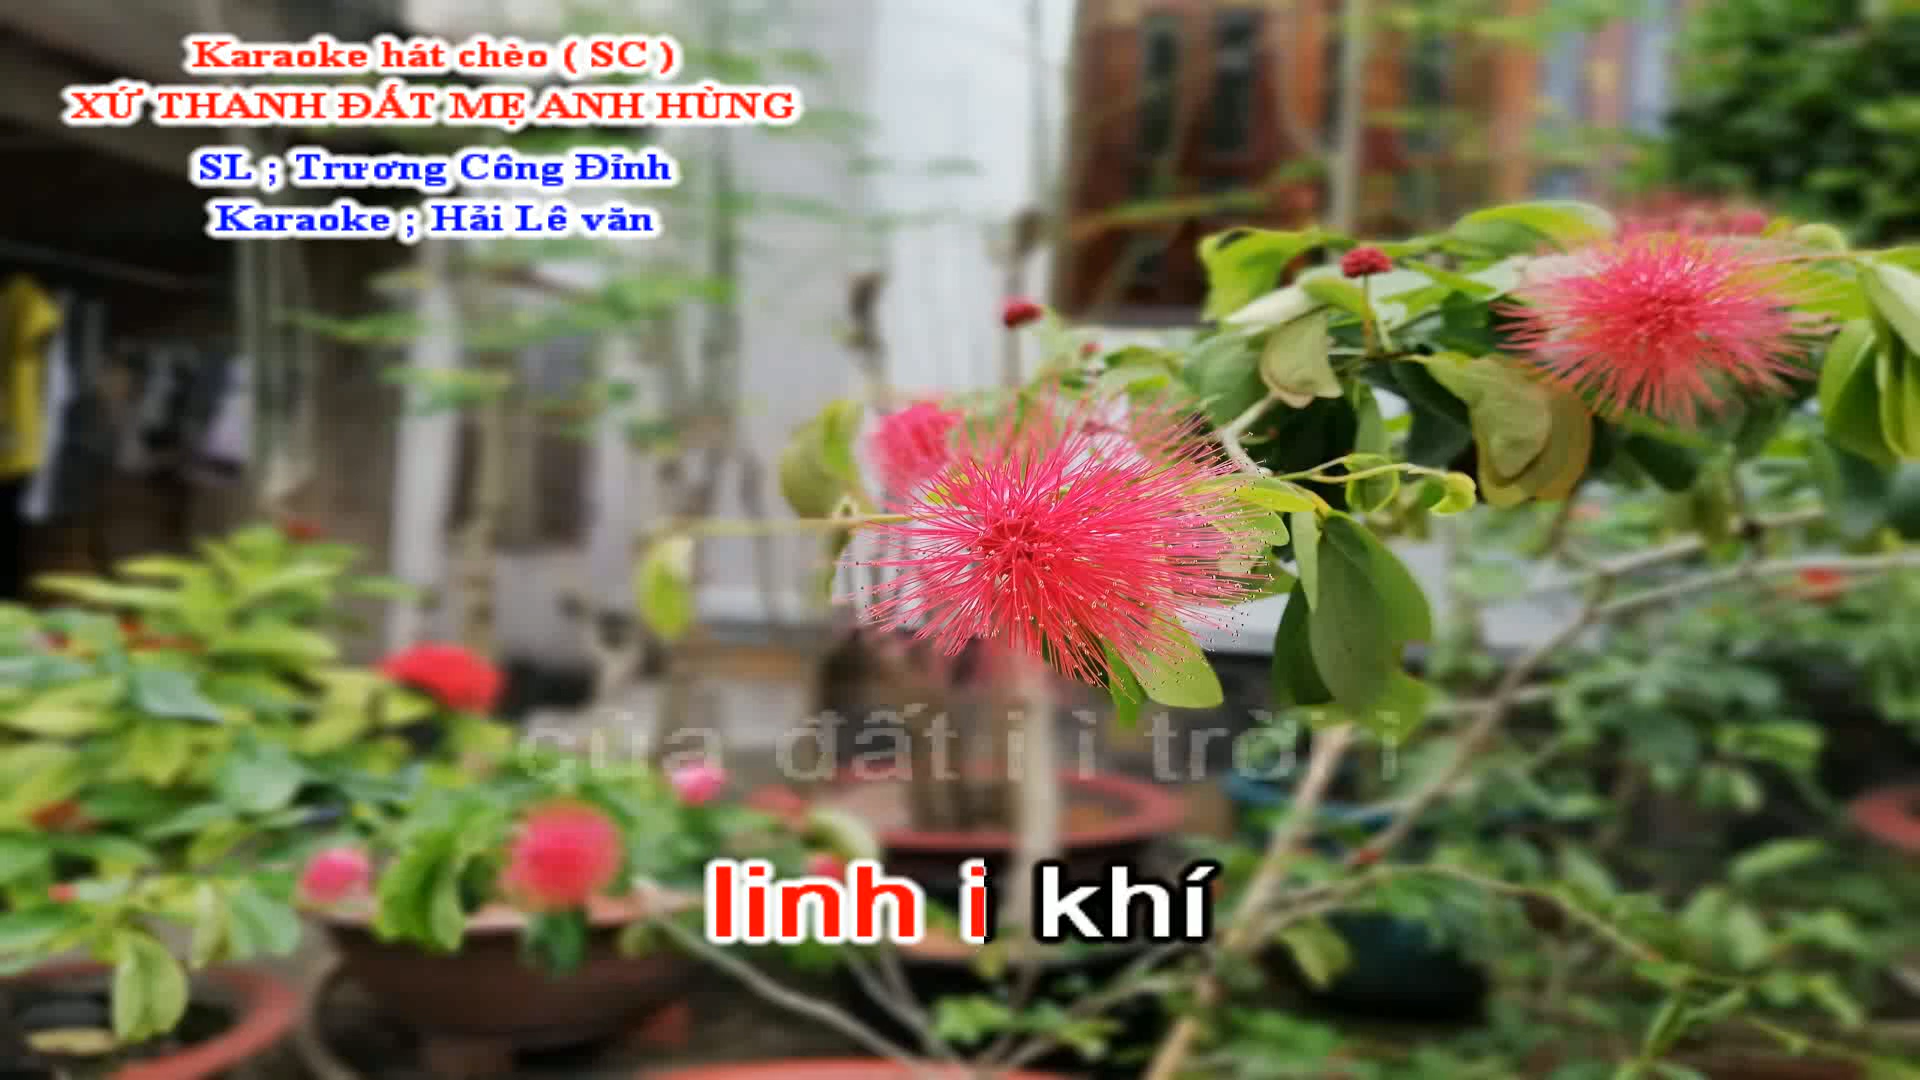 Karaoke hát chèo ( SC )
XỨ THANH ĐẤT MẸ ANH HÙNG
SL ; Trương Công Đỉnh
Karaoke ; Hải Lê văn
của đất i ì trời i
linh i khí